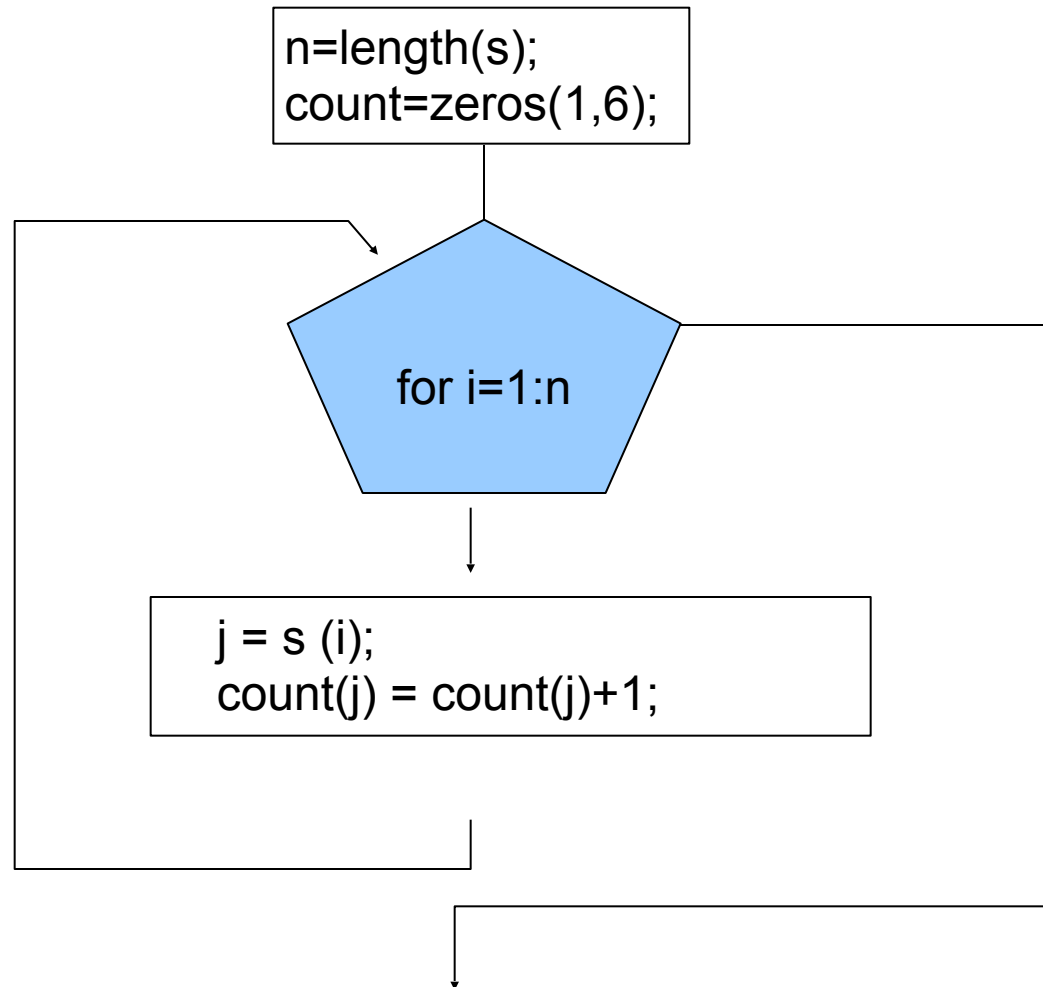 n=length(s);
count=zeros(1,6);
for i=1:n
j = s (i);
count(j) = count(j)+1;